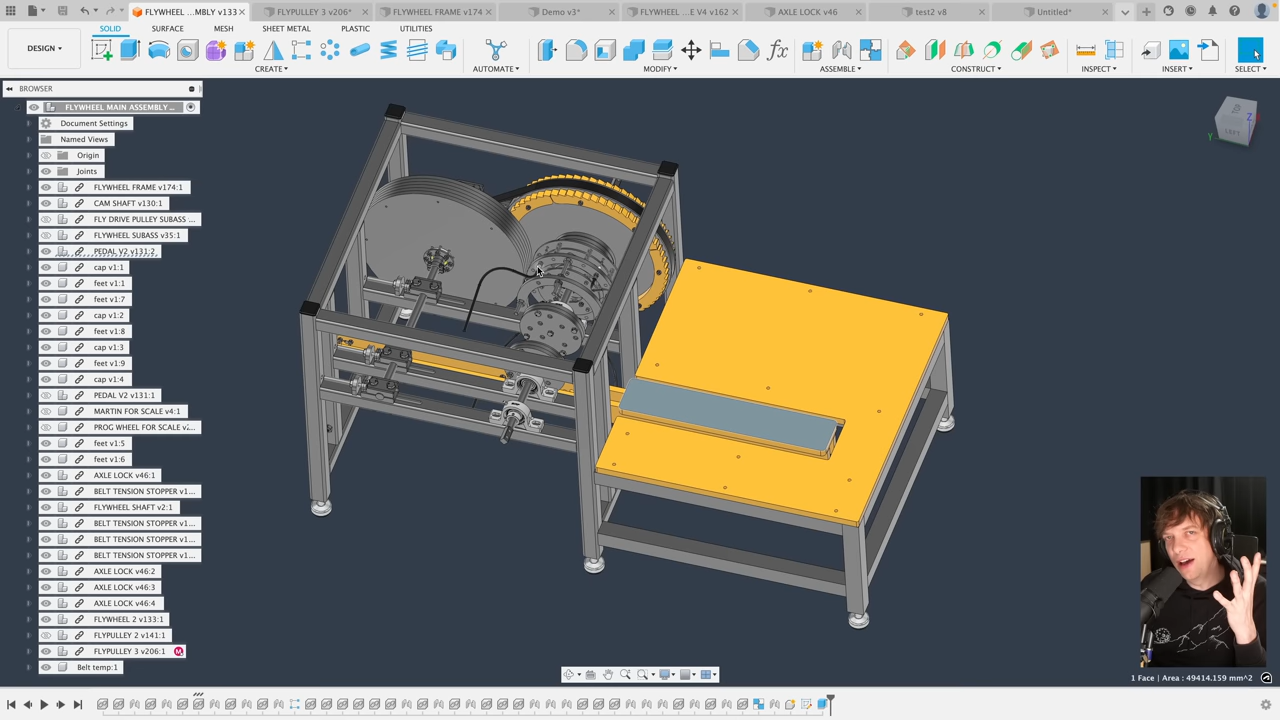 FLYWHEEL ...MBLY v133
FLYPULLEY 3 v206*
FLYWHEEL FRAME v174
Demo v3*
FLYWHEEL ...E V4 v162
AXLE LOCK v46
test2 v8
Untitled*
SOLID
SURFACE
MESH
SHEET METAL
PLASTIC
UTILITIES
DESIGN
fx
CREATE
AUTOMATE
MODIFY
ASSEMBLE
CONSTRUCT
INSPECT
INSERT
SELECT
BROWSER
FLYWHEEL MAIN ASSEMBLY...
Document Settings
Named Views
Origin
Joints
FLYWHEEL FRAME v174:1
CAM SHAFT v130:1
FLY DRIVE PULLEY SUBASS ...
FLYWHEEL SUBASS v35:1
PEDAL V2 v131:2
cap v1:1
feet v1:1
feet v1:7
cap v1:2
feet v1:8
cap v1:3
feet v1:9
cap v1:4
PEDAL V2 v131:1
MARTIN FOR SCALE v4:1
PROG WHEEL FOR SCALE v2...
feet v1:5
feet v1:6
AXLE LOCK v46:1
BELT TENSION STOPPER v1...
FLYWHEEL SHAFT v2:1
BELT TENSION STOPPER v1...
BELT TENSION STOPPER v1...
BELT TENSION STOPPER v1...
AXLE LOCK v46:2
AXLE LOCK v46:3
AXLE LOCK v46:4
FLYWHEEL 2 v133:1
FLYPULLEY 2 v141:1
FLYPULLEY 3 v206:1
M
Belt temp:1
Z
Y
LEFT
1 Face | Area : 49414.159 mm^2